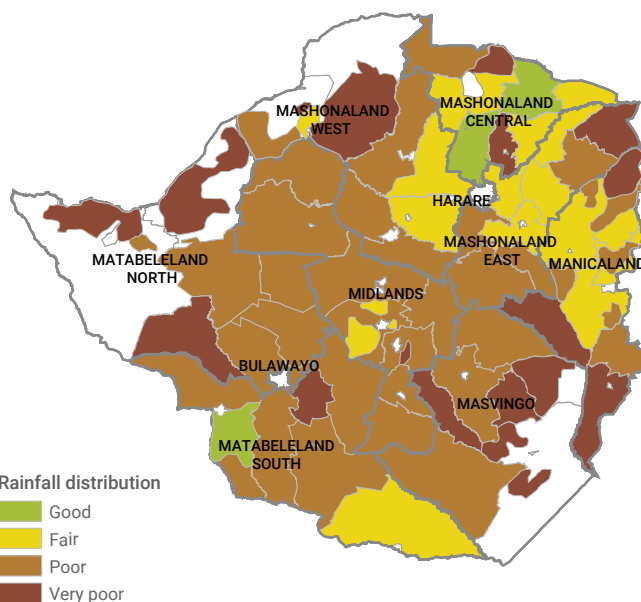 MASHONALAND
WEST
MASHONALAND
CENTRAL
HARARE
MASHONALAND
EAST
MANICALAND
MATABELELAND
NORTH
MIDLANDS
BULAWAYO
MASVINGO
MATABELELAND
SOUTH
Rainfall distribution
Good
Fair
Poor
Very poor